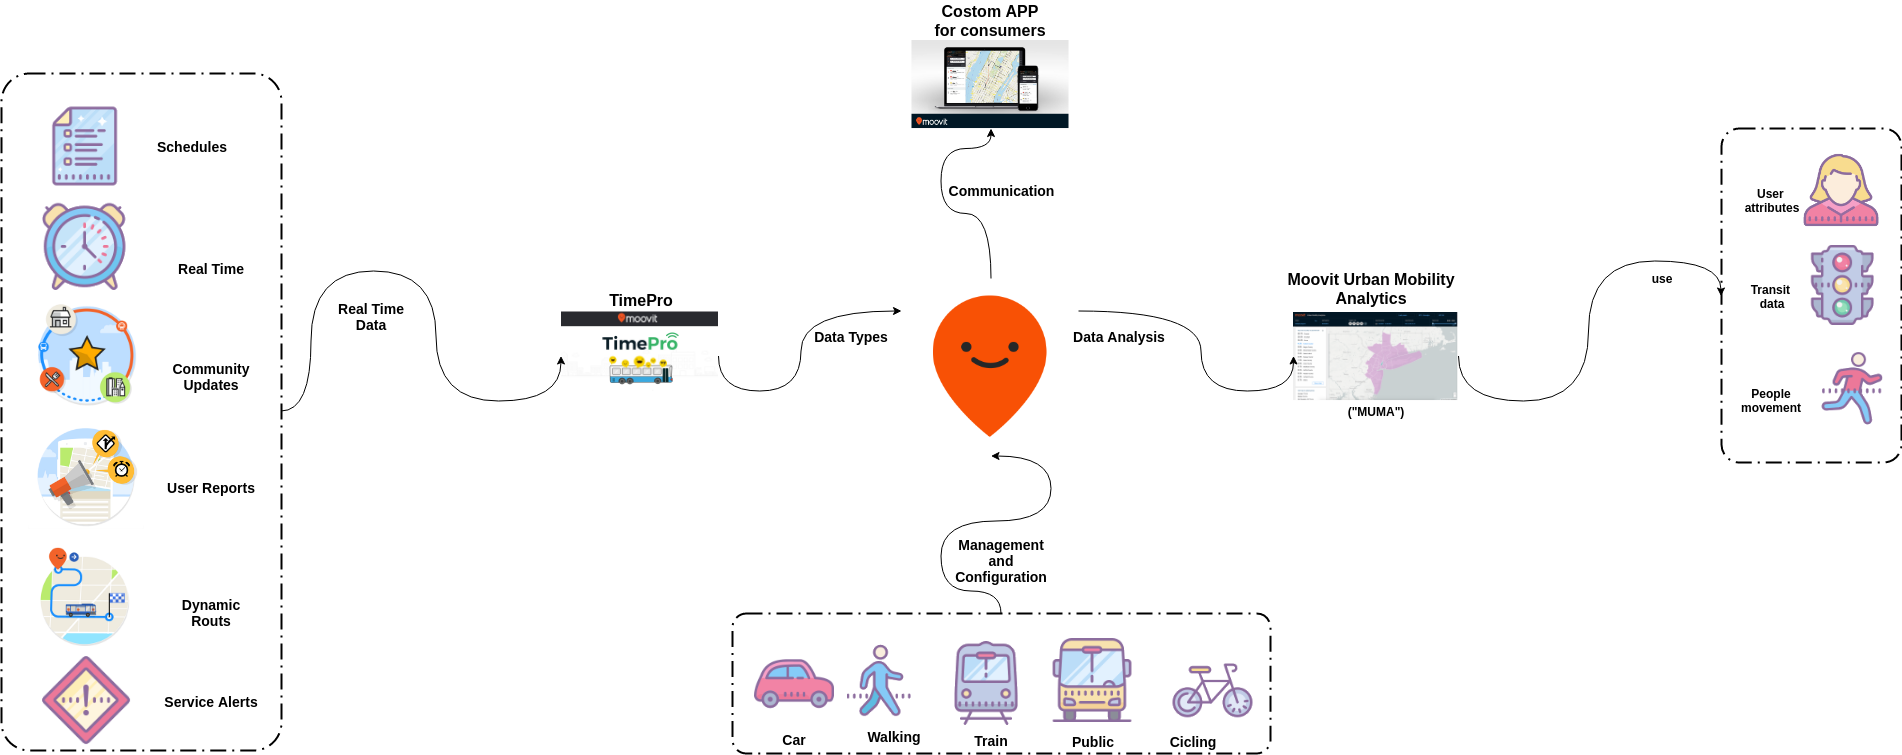 Costom APP
for consumers
moovit
Communication
Schedules
Real Time
Community
Updates
User Reports
Dynamic
Routs
Service Alerts
Real Time
Data
TimePro
moovit
TimePro
Data Types
Data Analysis
Moovit Urban Mobility
Analytics
("MUMA")
use
User
attributes
Transit
data
People
movement
Management
and
Configuration
Car
Walking
Train
Public
Cicling